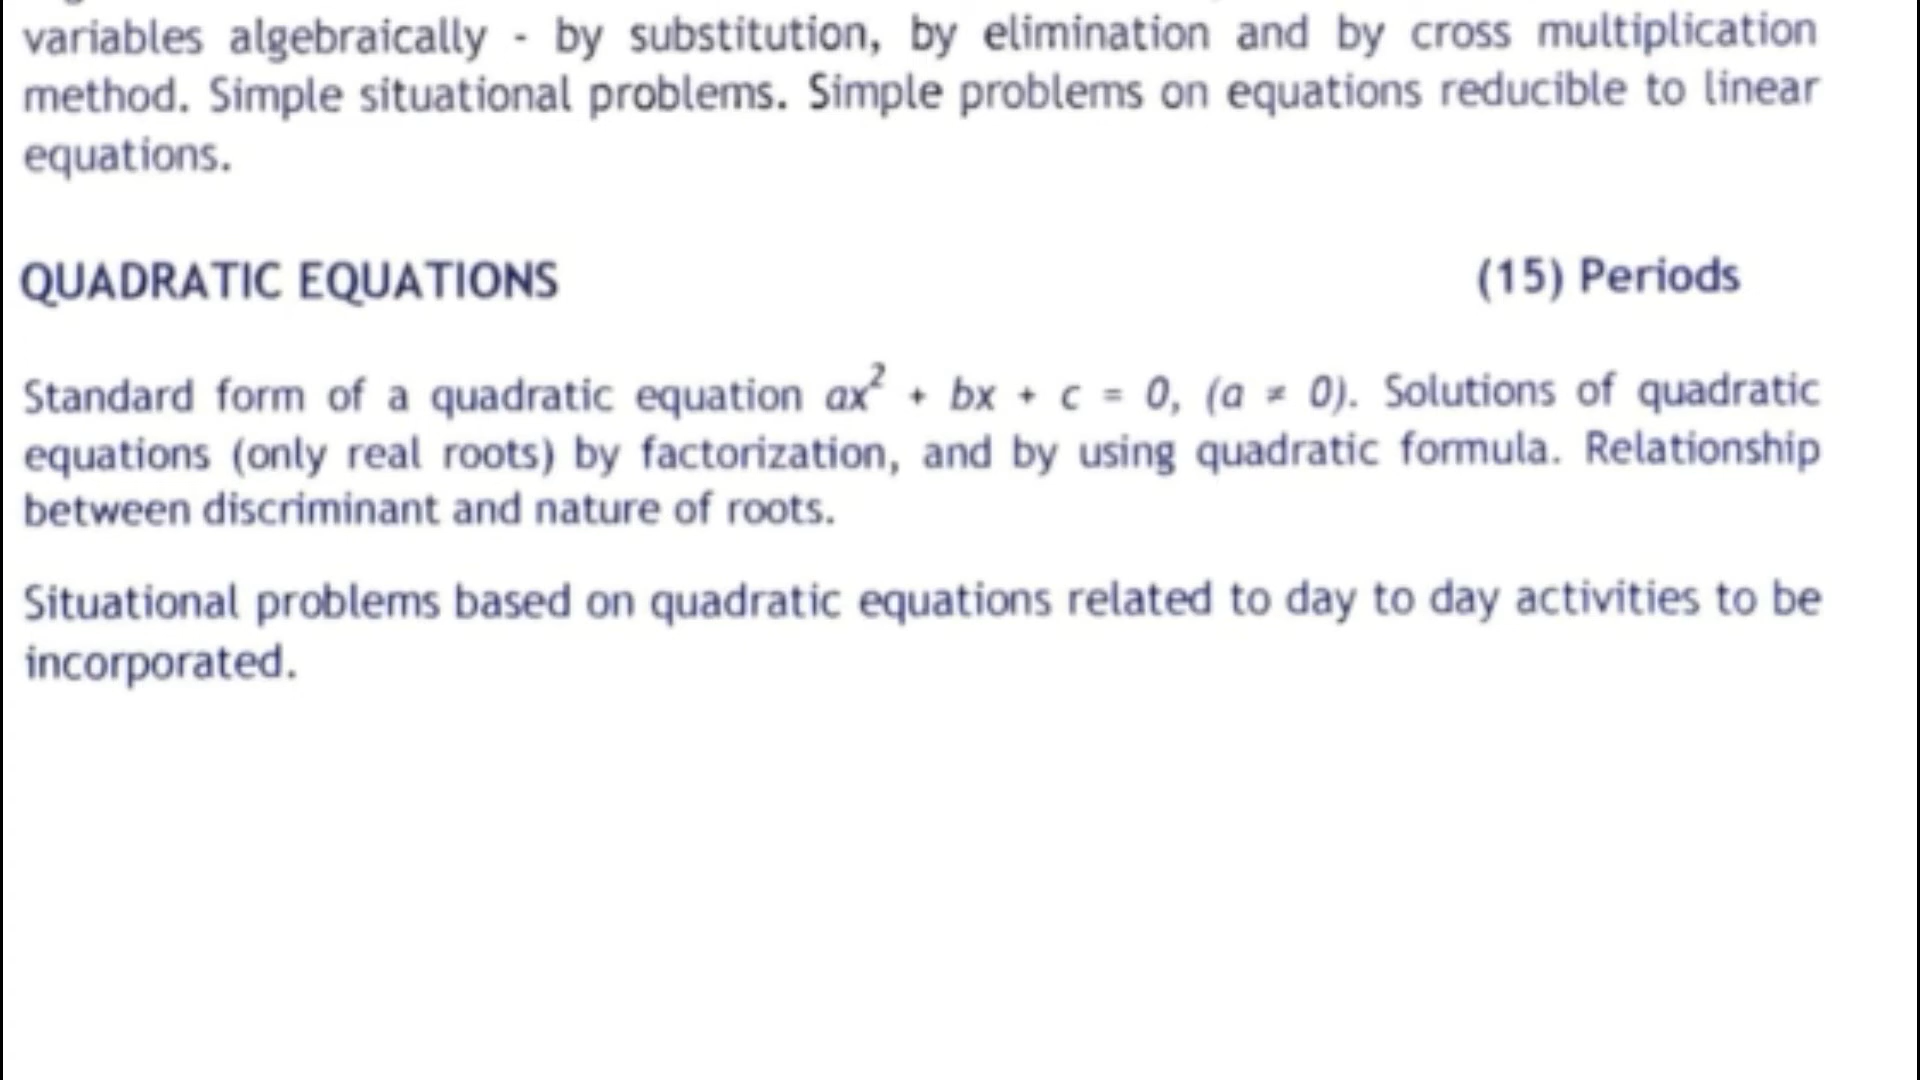 variables algebraically - by substitution, by elimination and by cross multiplication
method. Simple situational problems. Simple problems on equations reducible to linear
equations.
QUADRATIC EQUATIONS (15) Periods
Standard form of a quadratic equation ax² + bx + c = 0, (a ≠ 0). Solutions of quadratic
equations (only real roots) by factorization, and by using quadratic formula. Relationship
between discriminant and nature of roots.
Situational problems based on quadratic equations related to day to day activities to be
incorporated.